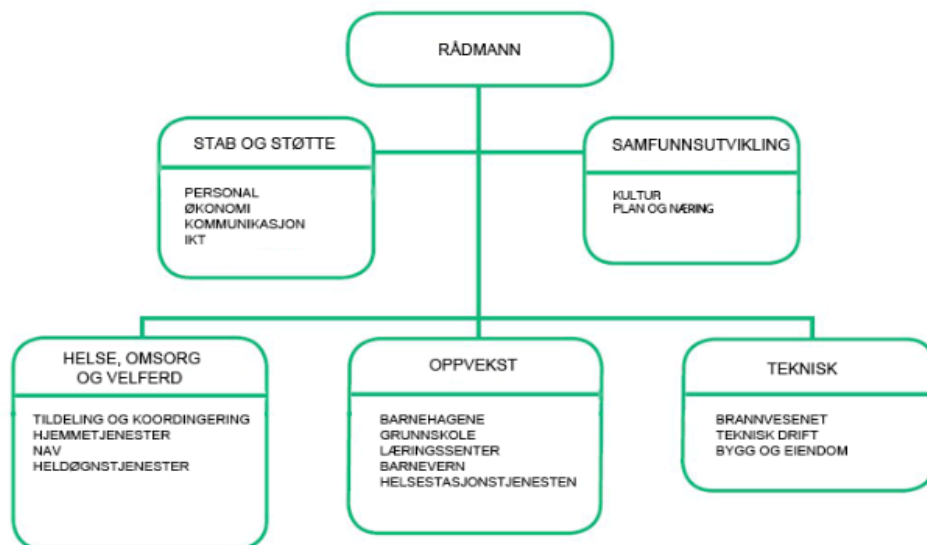 RÅDMANN
STAB OG STØTTE
PERSONAL
ØKONOMI
KOMMUNIKASJON
IKT
SAMFUNNSUTVIKLING
KULTUR
PLAN OG NÆRING
HELSE, OMSORG
OG VELFERD
TILDELING OG KOORDINGERING
HJEMMETJENESTER
NAV
HELDØGNSTJENESTER
OPPVEKST
BARNEHAGENE
GRUNNSKOLE
LÆRINGSSENTER
BARNEVERN
HELSESTASJONSTJENESTEN
TEKNISK
BRANNVESENET
TEKNISK DRIFT
BYGG OG EIENDOM